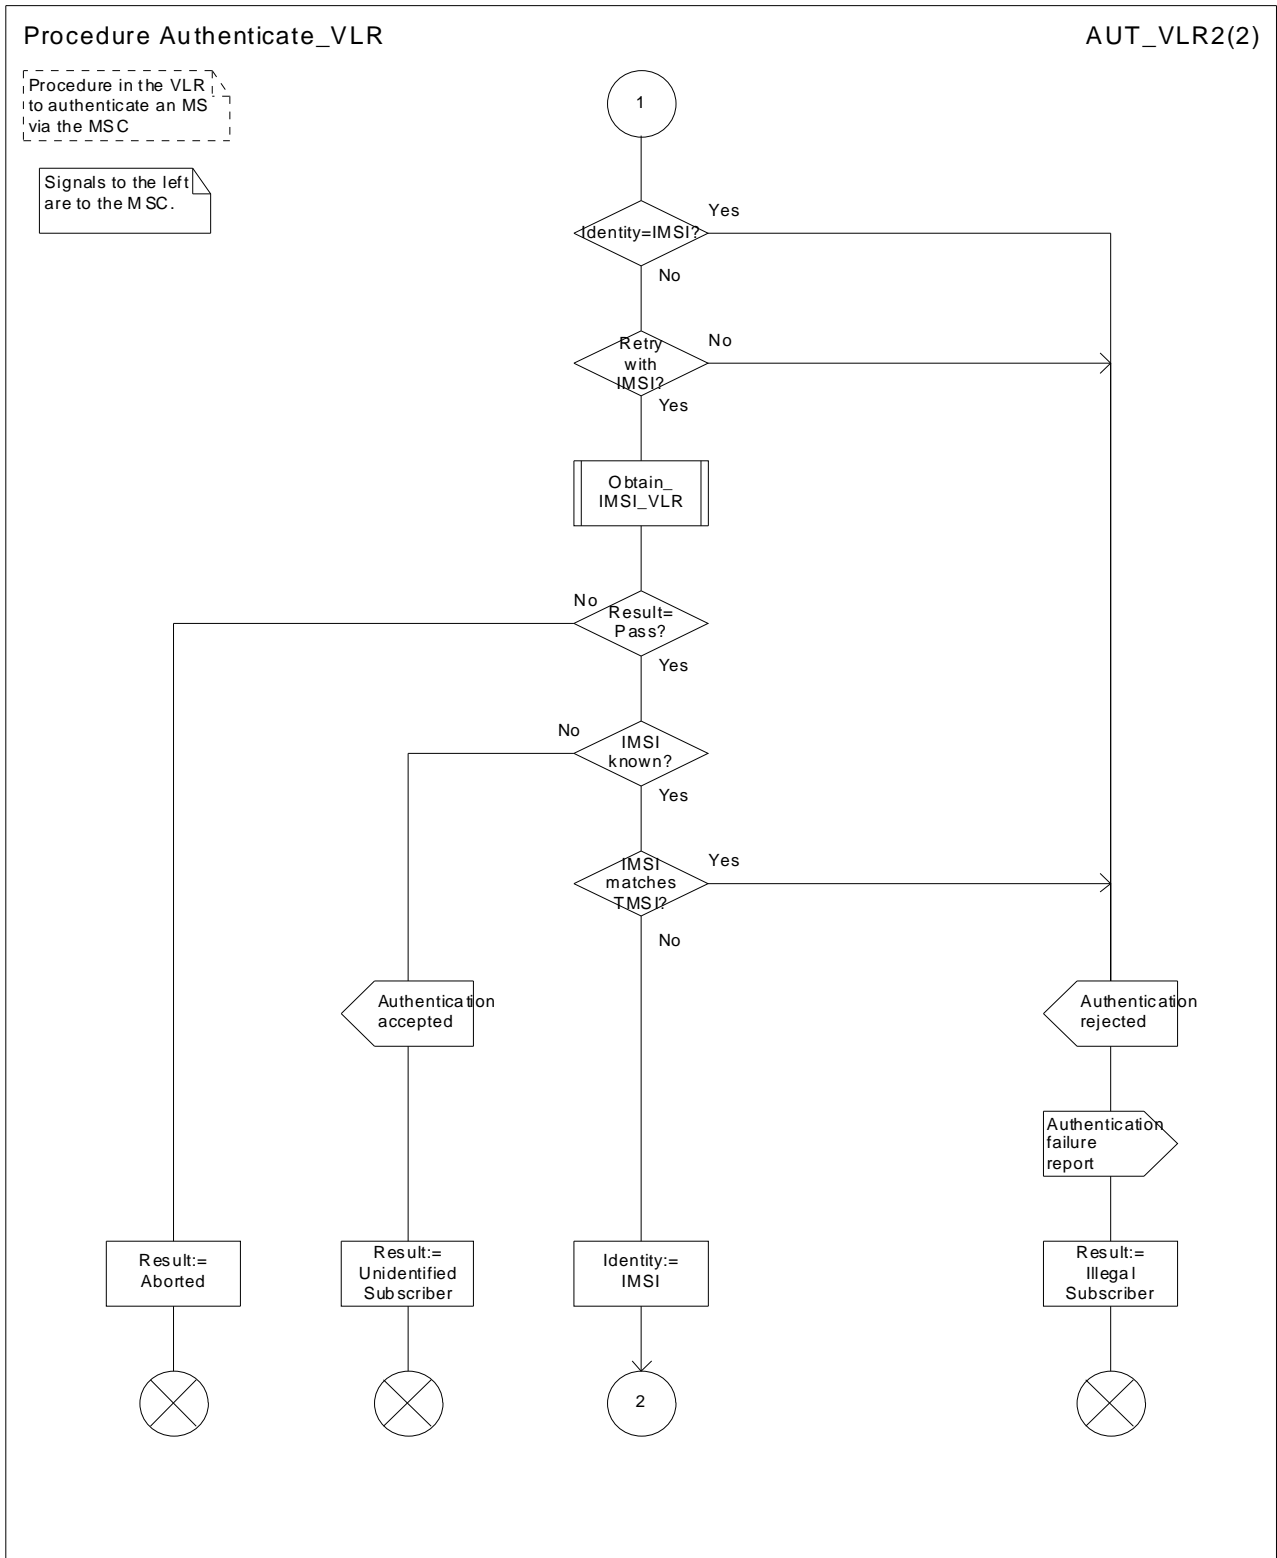 Procedure Authenticate_VLR
AUT_VLR2(2)
Procedure in the VLR
to authenticate an MS
via the MSC
Signals to the left
are to the MSC.
1
Identity=IMSI?
Yes
No
Retry
with
IMSI?
No
Yes
Obtain_
IMSI_VLR
Result=
Pass?
No
Yes
IMSI
known?
No
Yes
IMSI
matches
TMSI?
Yes
No
Authentication
accepted
Authentication
rejected
Authentication
failure
report
Result:=
Aborted
Result:=
Unidentified
Subscriber
Identity:=
IMSI
Result:=
Illegal
Subscriber
2